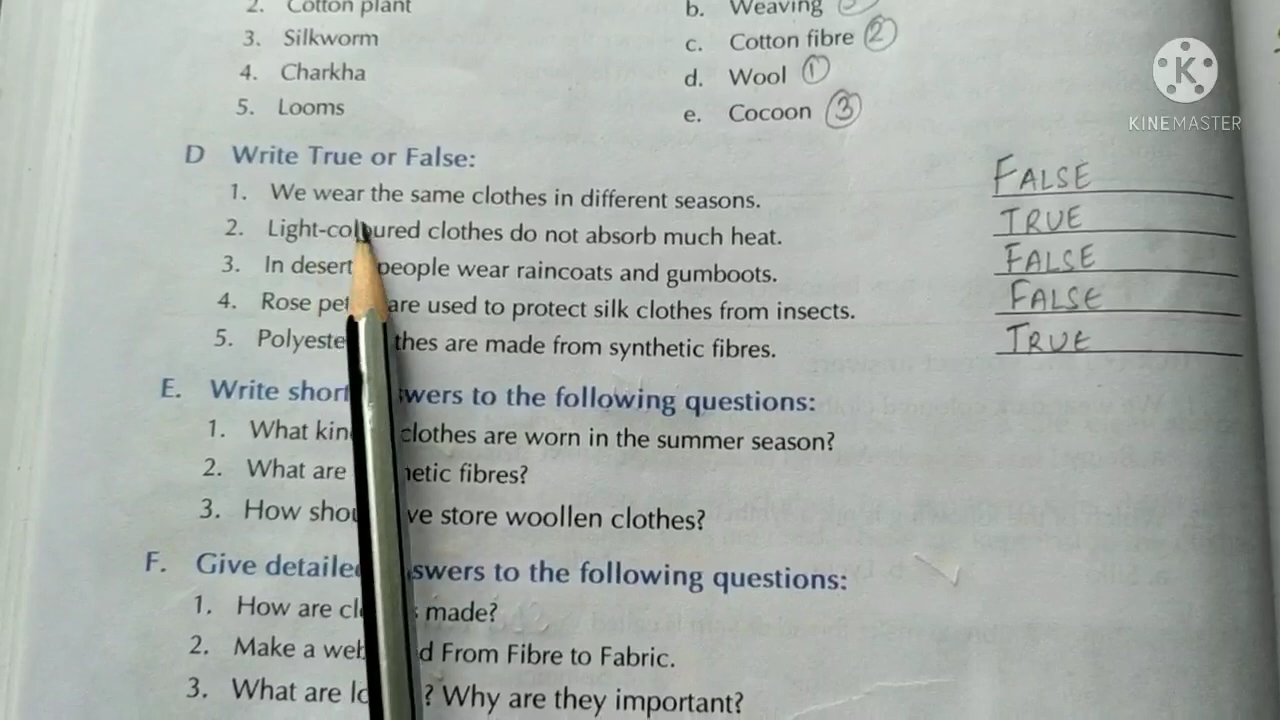 2. Cotton plant
b. Weaving
3. Silkworm
c. Cotton fibre 2
4. Charkha
d. Wool 1
5. Looms
e. Cocoon 3
KINEMASTER
D Write True or False:
1. We wear the same clothes in different seasons. FALSE
2. Light-coloured clothes do not absorb much heat. TRUE
3. In desert people wear raincoats and gumboots. FALSE
4. Rose pet are used to protect silk clothes from insects. FALSE
5. Polyeste thes are made from synthetic fibres. TRUE
E. Write short swers to the following questions:
1. What kin clothes are worn in the summer season?
2. What are hetic fibres?
3. How shou we store woollen clothes?
F. Give detailed swers to the following questions:
1. How are cl s made?
2. Make a web d From Fibre to Fabric.
3. What are lo ? Why are they important?